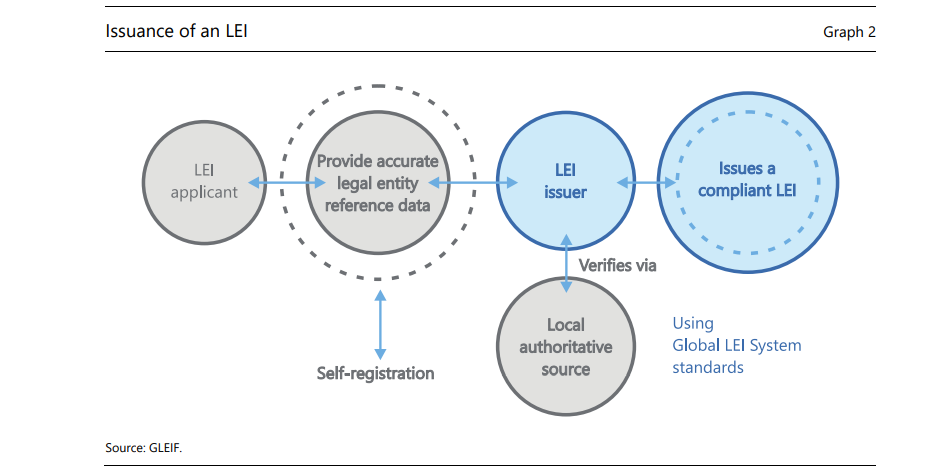 Issuance of an LEI
Graph 2
LEI
applicant
Provide accurate
legal entity
reference data
LEI
issuer
Issues a
compliant LEI
Verifies via
Local
authoritative
source
Using
Global LEI System
standards
Self-registration
Source: GLEIF.